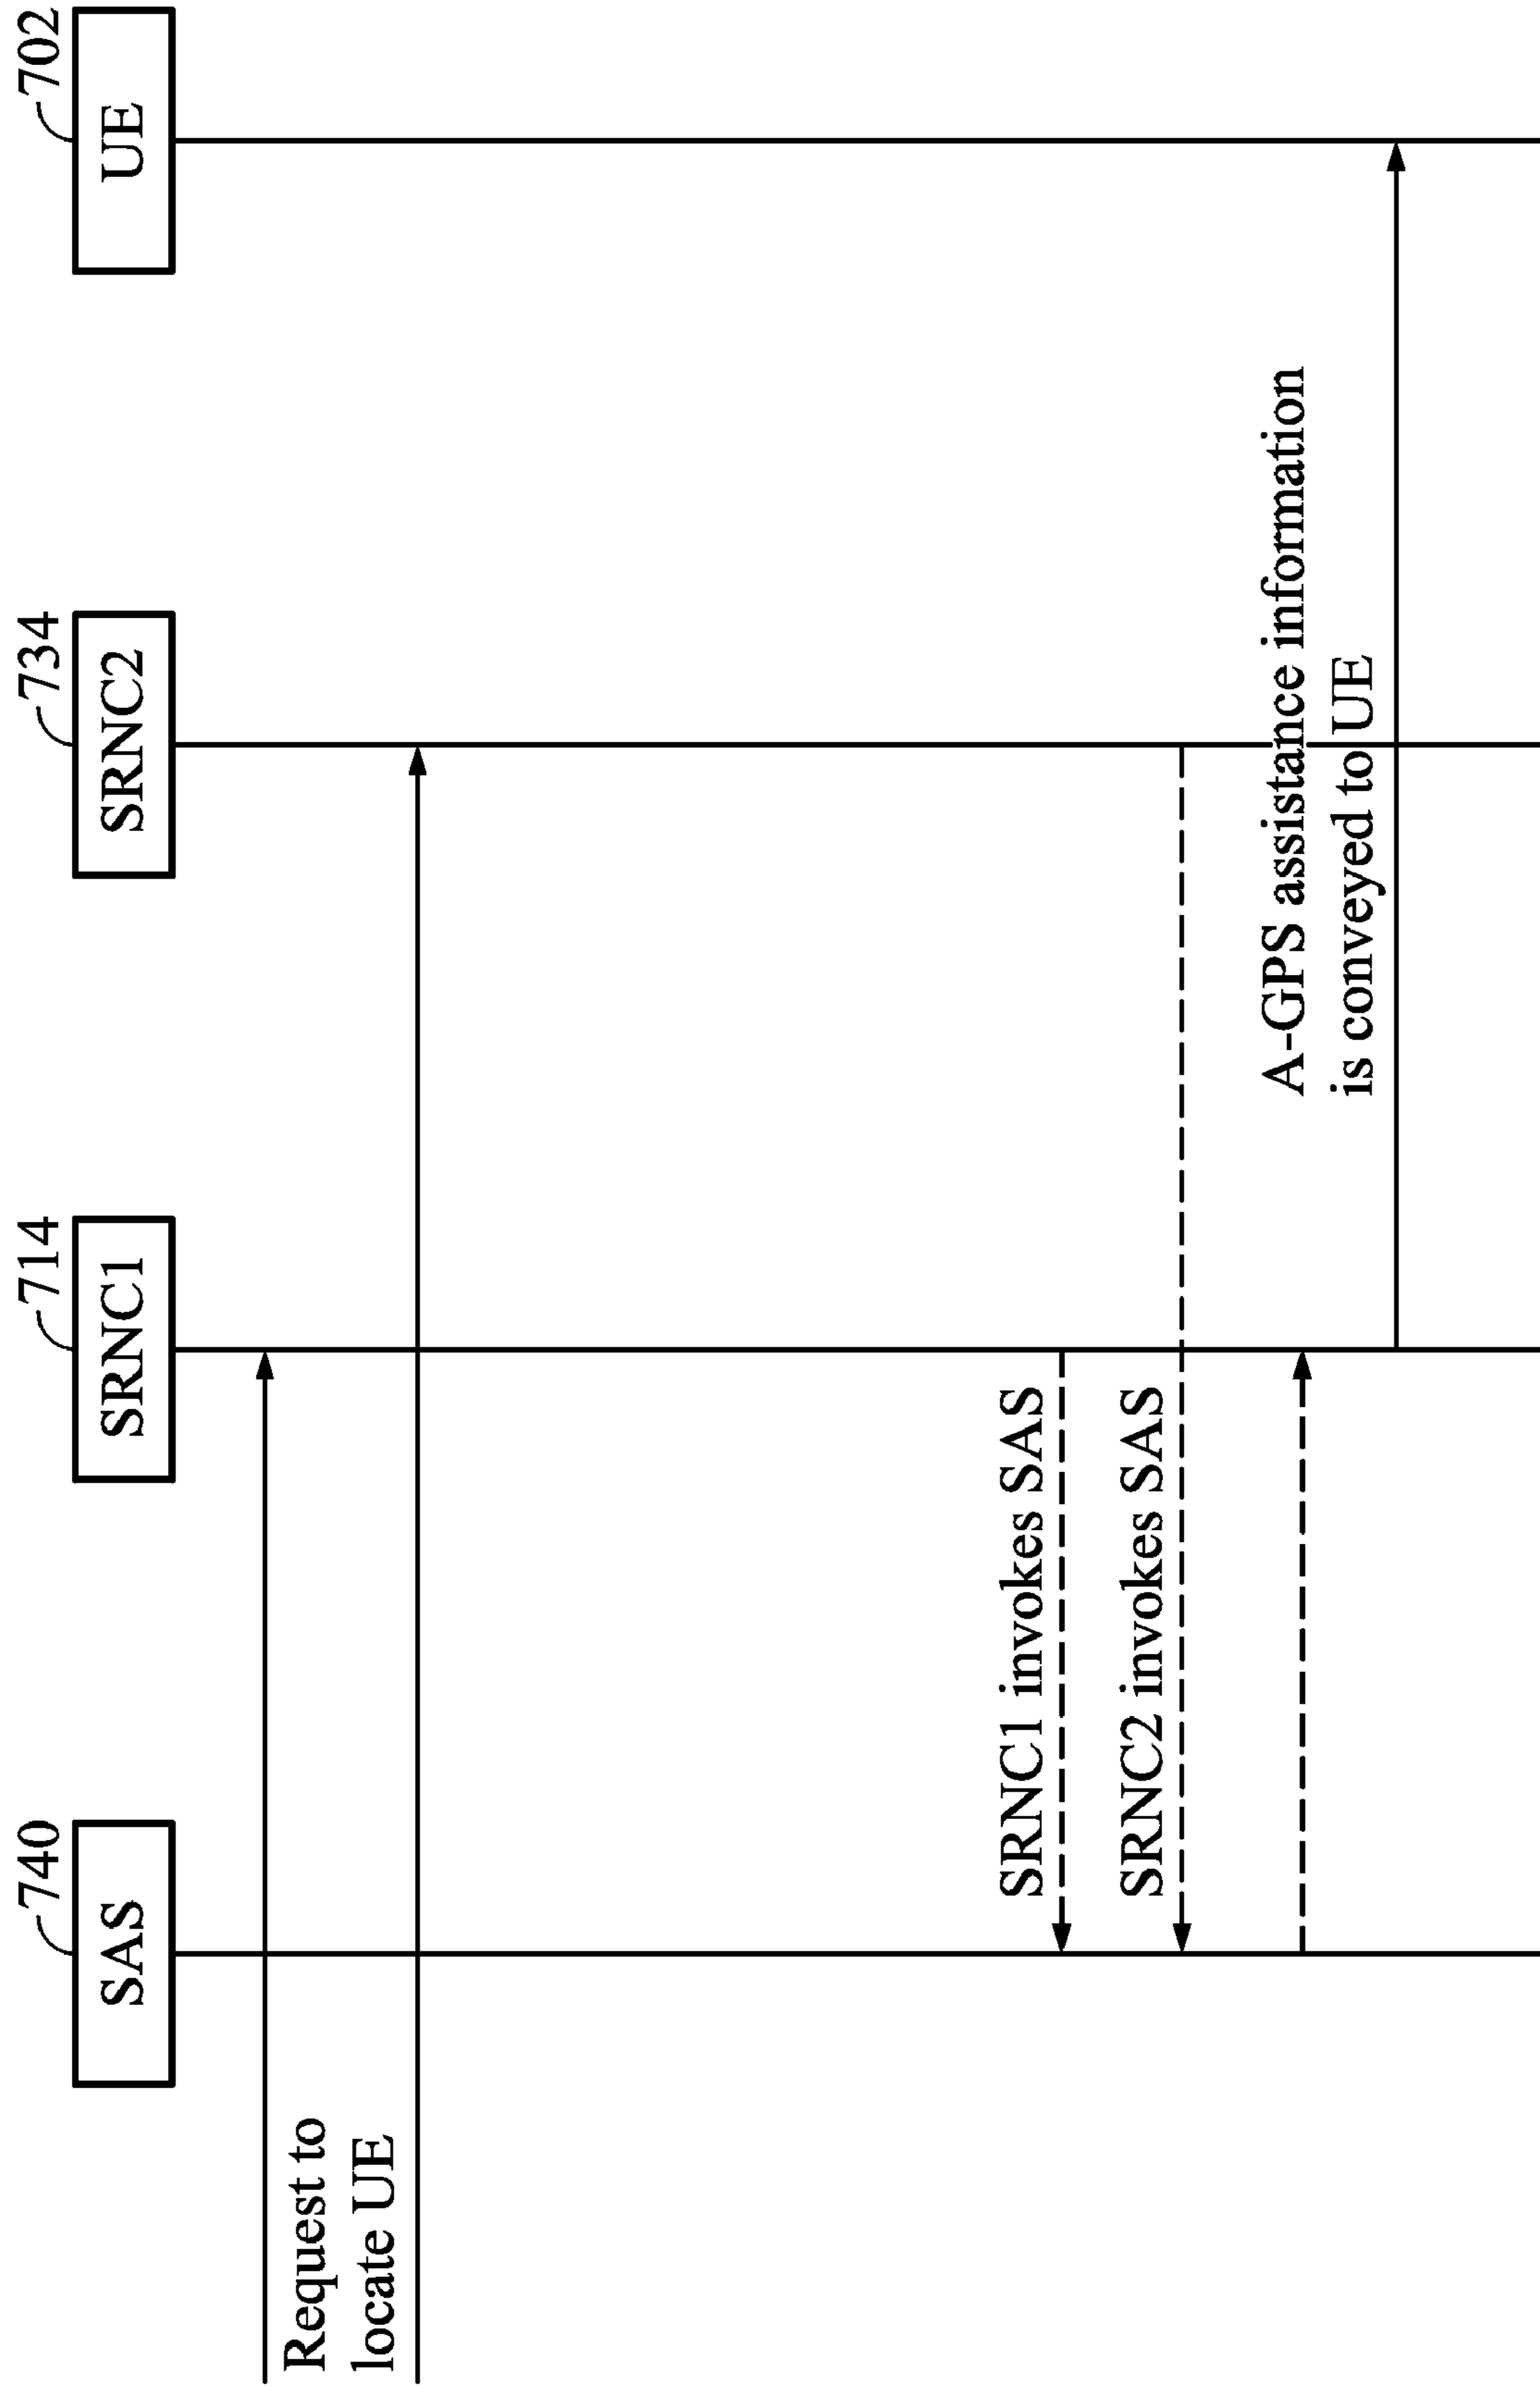 740
714
734
702
SAS
SRNC1
SRNC2
UE
Request to
locate UE
SRNC1 invokes SAS
SRNC2 invokes SAS
A-GPS assistance information
is conveyed to UE